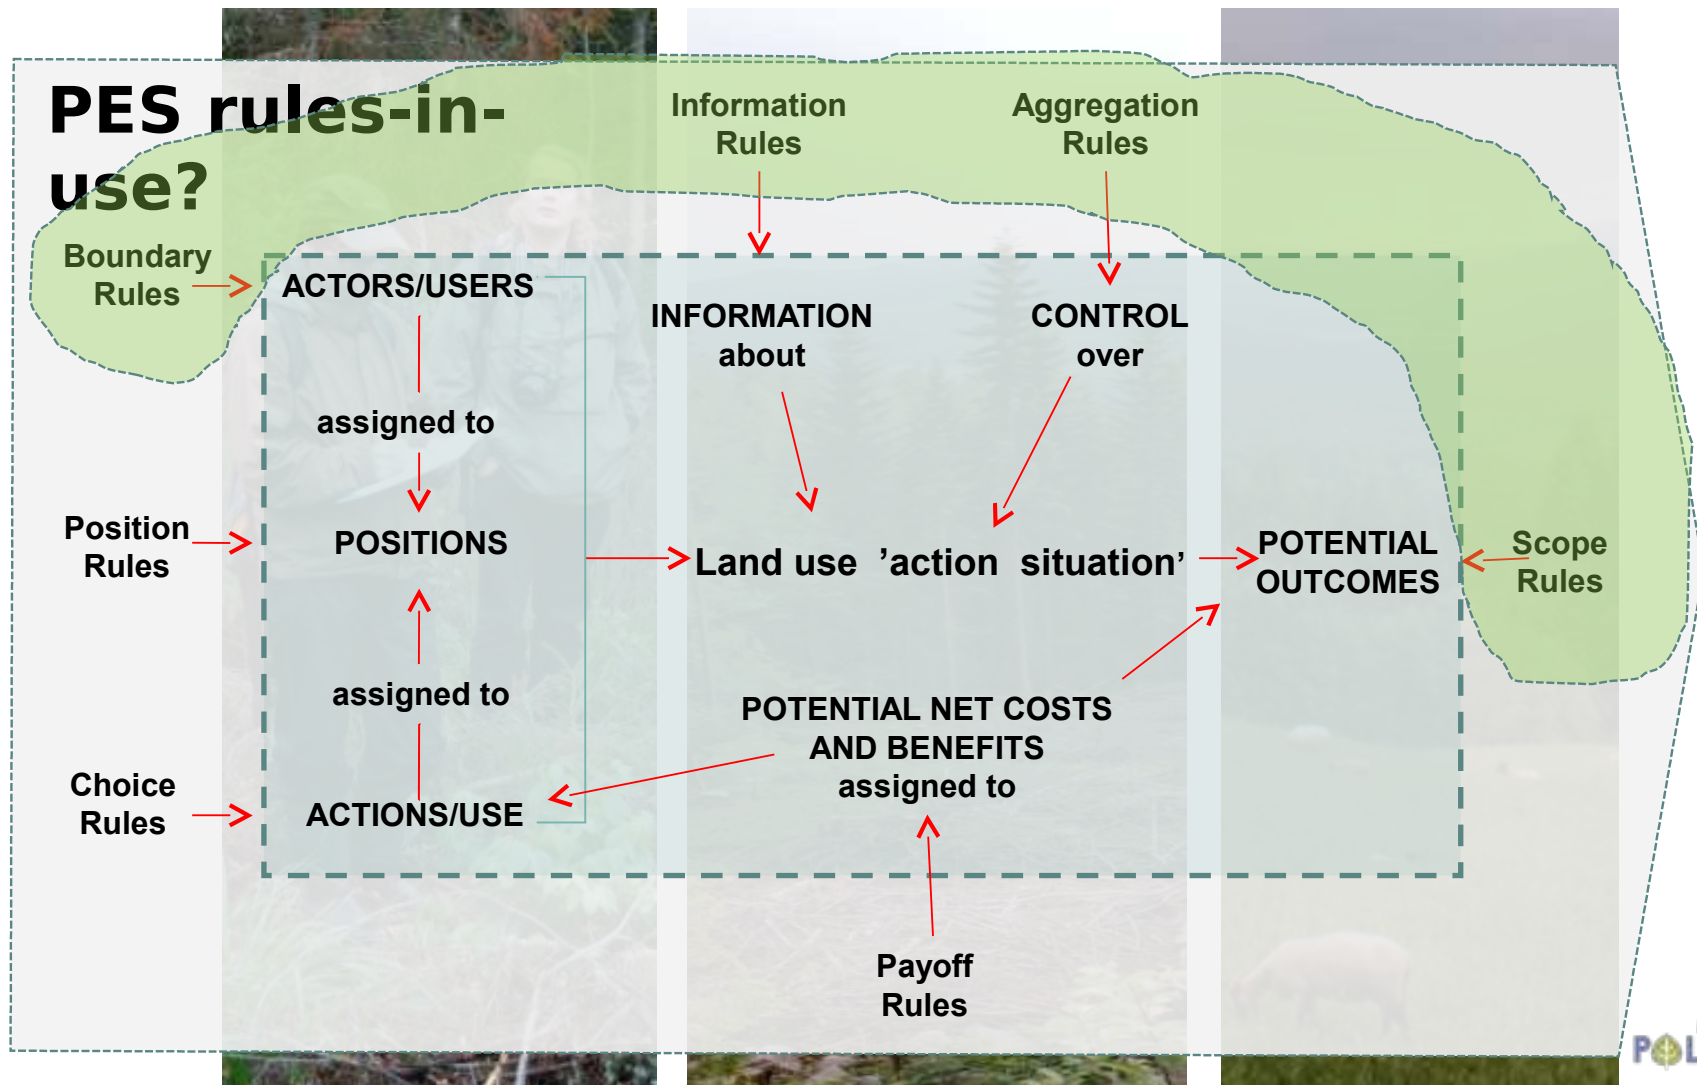 PES rules-in-
use?
Information
Rules
Aggregation
Rules
Boundary
Rules
ACTORS/USERS
INFORMATION
about
CONTROL
over
assigned to
Position
Rules
POSITIONS
Land use ’action situation’
POTENTIAL
OUTCOMES
Scope
Rules
assigned to
POTENTIAL NET COSTS
AND BENEFITS
assigned to
Choice
Rules
ACTIONS/USE
Payoff
Rules